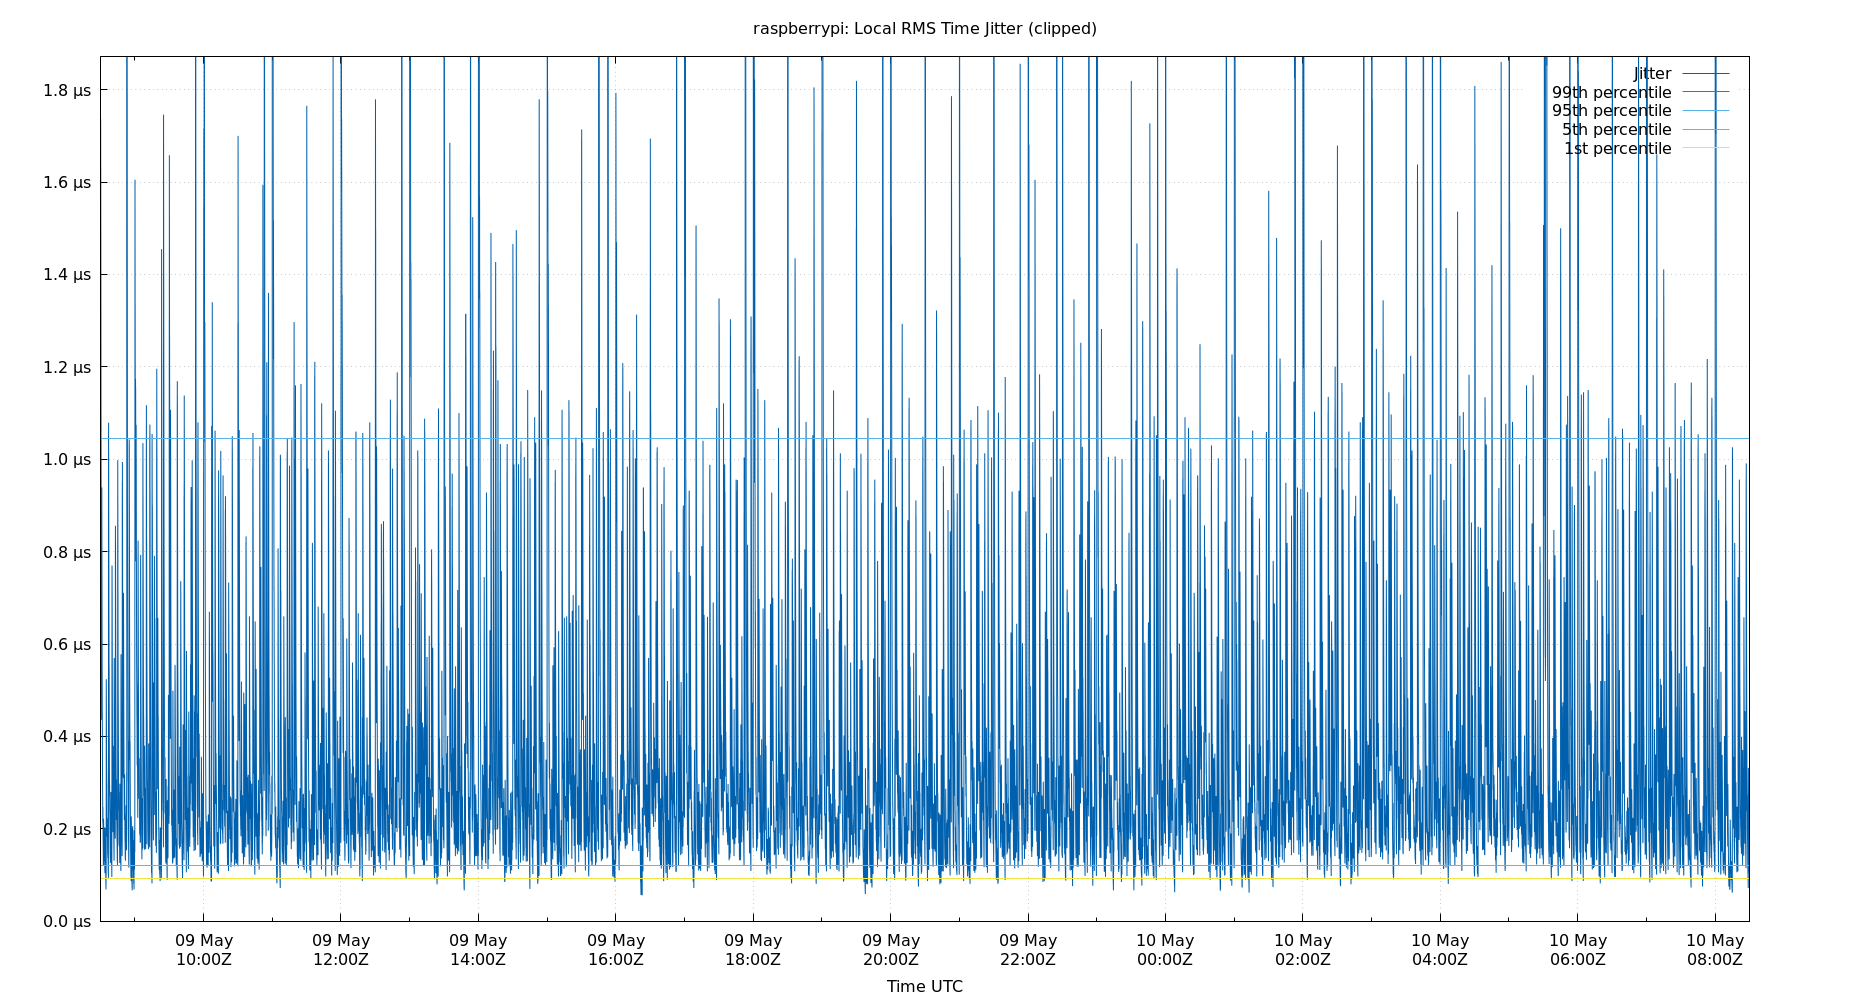 raspberrypi: Local RMS Time Jitter (clipped)
1.8 µs
1.6 µs
1.4 µs
1.2 µs
1.0 µs
0.8 µs
0.6 µs
0.4 µs
0.2 µs
0.0 µs
Jitter
99th percentile
95th percentile
5th percentile
1st percentile
09 May 09 May 09 May 09 May 09 May 09 May 09 May 10 May 10 May 10 May 10 May 10 May
10:00Z 12:00Z 14:00Z 16:00Z 18:00Z 20:00Z 22:00Z 00:00Z 02:00Z 04:00Z 06:00Z 08:00Z
Time UTC